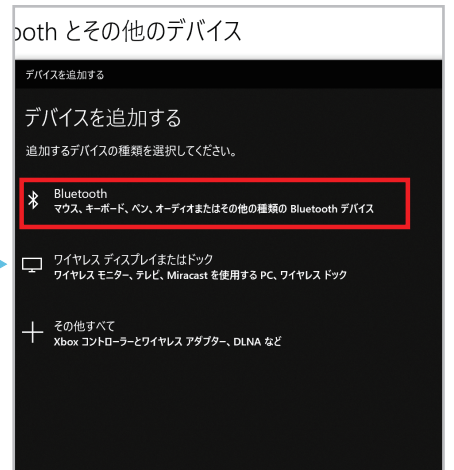 ooth とその他のデバイス
デバイスを追加する
デバイスを追加する
追加するデバイスの種類を選択してください。
Bluetooth
マウス、キーボード、ペン、オーディオまたはその他の種類の Bluetooth デバイス
ワイヤレス ディスプレイまたはドック
ワイヤレス モニター、テレビ、Miracast を使用する PC、ワイヤレス ドック
その他すべて
Xbox コントローラーとワイヤレス アダプター、DLNA など